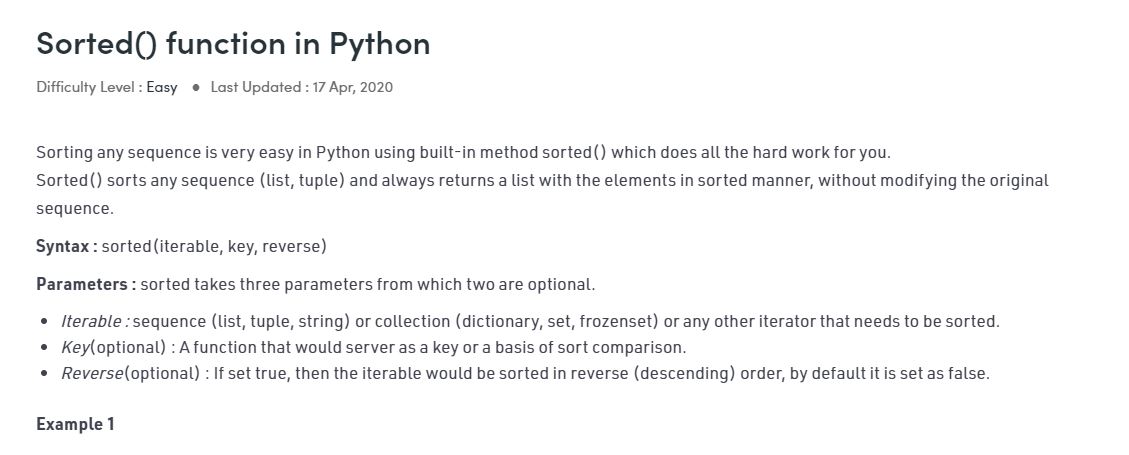 Sorted() function in Python
Difficulty Level : Easy ● Last Updated : 17 Apr, 2020
Sorting any sequence is very easy in Python using built-in method sorted() which does all the hard work for you.
Sorted() sorts any sequence (list, tuple) and always returns a list with the elements in sorted manner, without modifying the original
sequence.
Syntax : sorted(iterable, key, reverse)
Parameters : sorted takes three parameters from which two are optional.
• Iterable : sequence (list, tuple, string) or collection (dictionary, set, frozenset) or any other iterator that needs to be sorted.
• Key(optional) : A function that would server as a key or a basis of sort comparison.
• Reverse(optional) : If set true, then the iterable would be sorted in reverse (descending) order, by default it is set as false.
Example 1